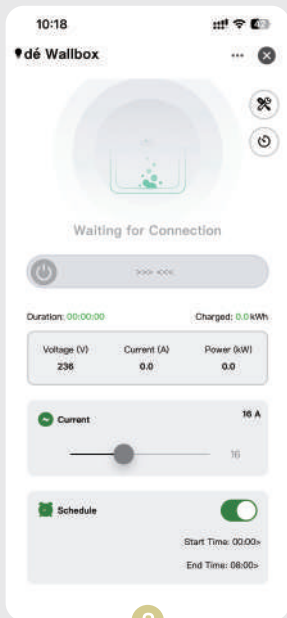 10:18
dé Wallbox
Waiting for Connection
>>> <<<
Duration: 00:00:00 Charged: 0.0 kWh
Voltage (V) Current (A) Power (kW)
236 0.0 0.0
Current 16 A
16
Schedule
Start Time: 00:00>
End Time: 08:00>